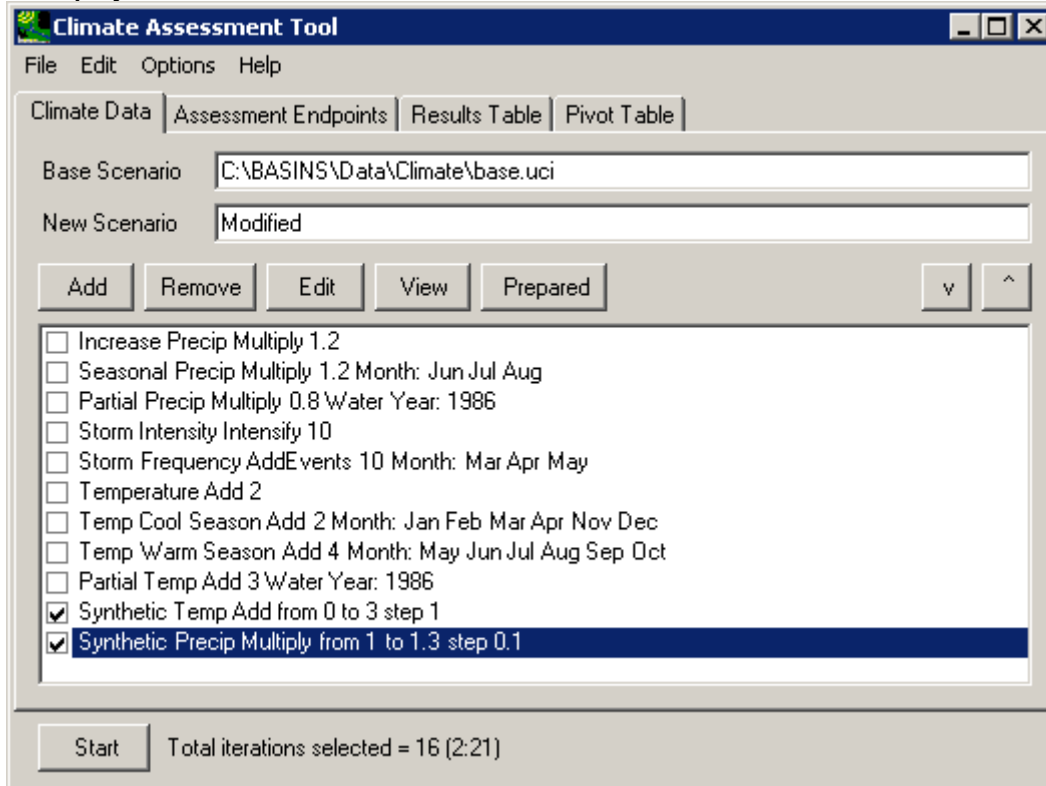 Climate Assessment Tool
File Edit Options Help
Climate Data Assessment Endpoints Results Table Pivot Table
Base Scenario C:\BASINS\Data\Climate\base.uci
New Scenario Modified
Add Remove Edit View Prepared v ^
Increase Precip Multiply 1.2
Seasonal Precip Multiply 1.2 Month: Jun Jul Aug
Partial Precip Multiply 0.8 Water Year: 1986
Storm Intensity Intensify 10
Storm Frequency AddEvents 10 Month: Mar Apr May
Temperature Add 2
Temp Cool Season Add 2 Month: Jan Feb Mar Apr Nov Dec
Temp Warm Season Add 4 Month: May Jun Jul Aug Sep Oct
Partial Temp Add 3 Water Year: 1986
Synthetic Temp Add from 0 to 3 step 1
Synthetic Precip Multiply from 1 to 1.3 step 0.1
Start Total iterations selected = 16 (2:21)